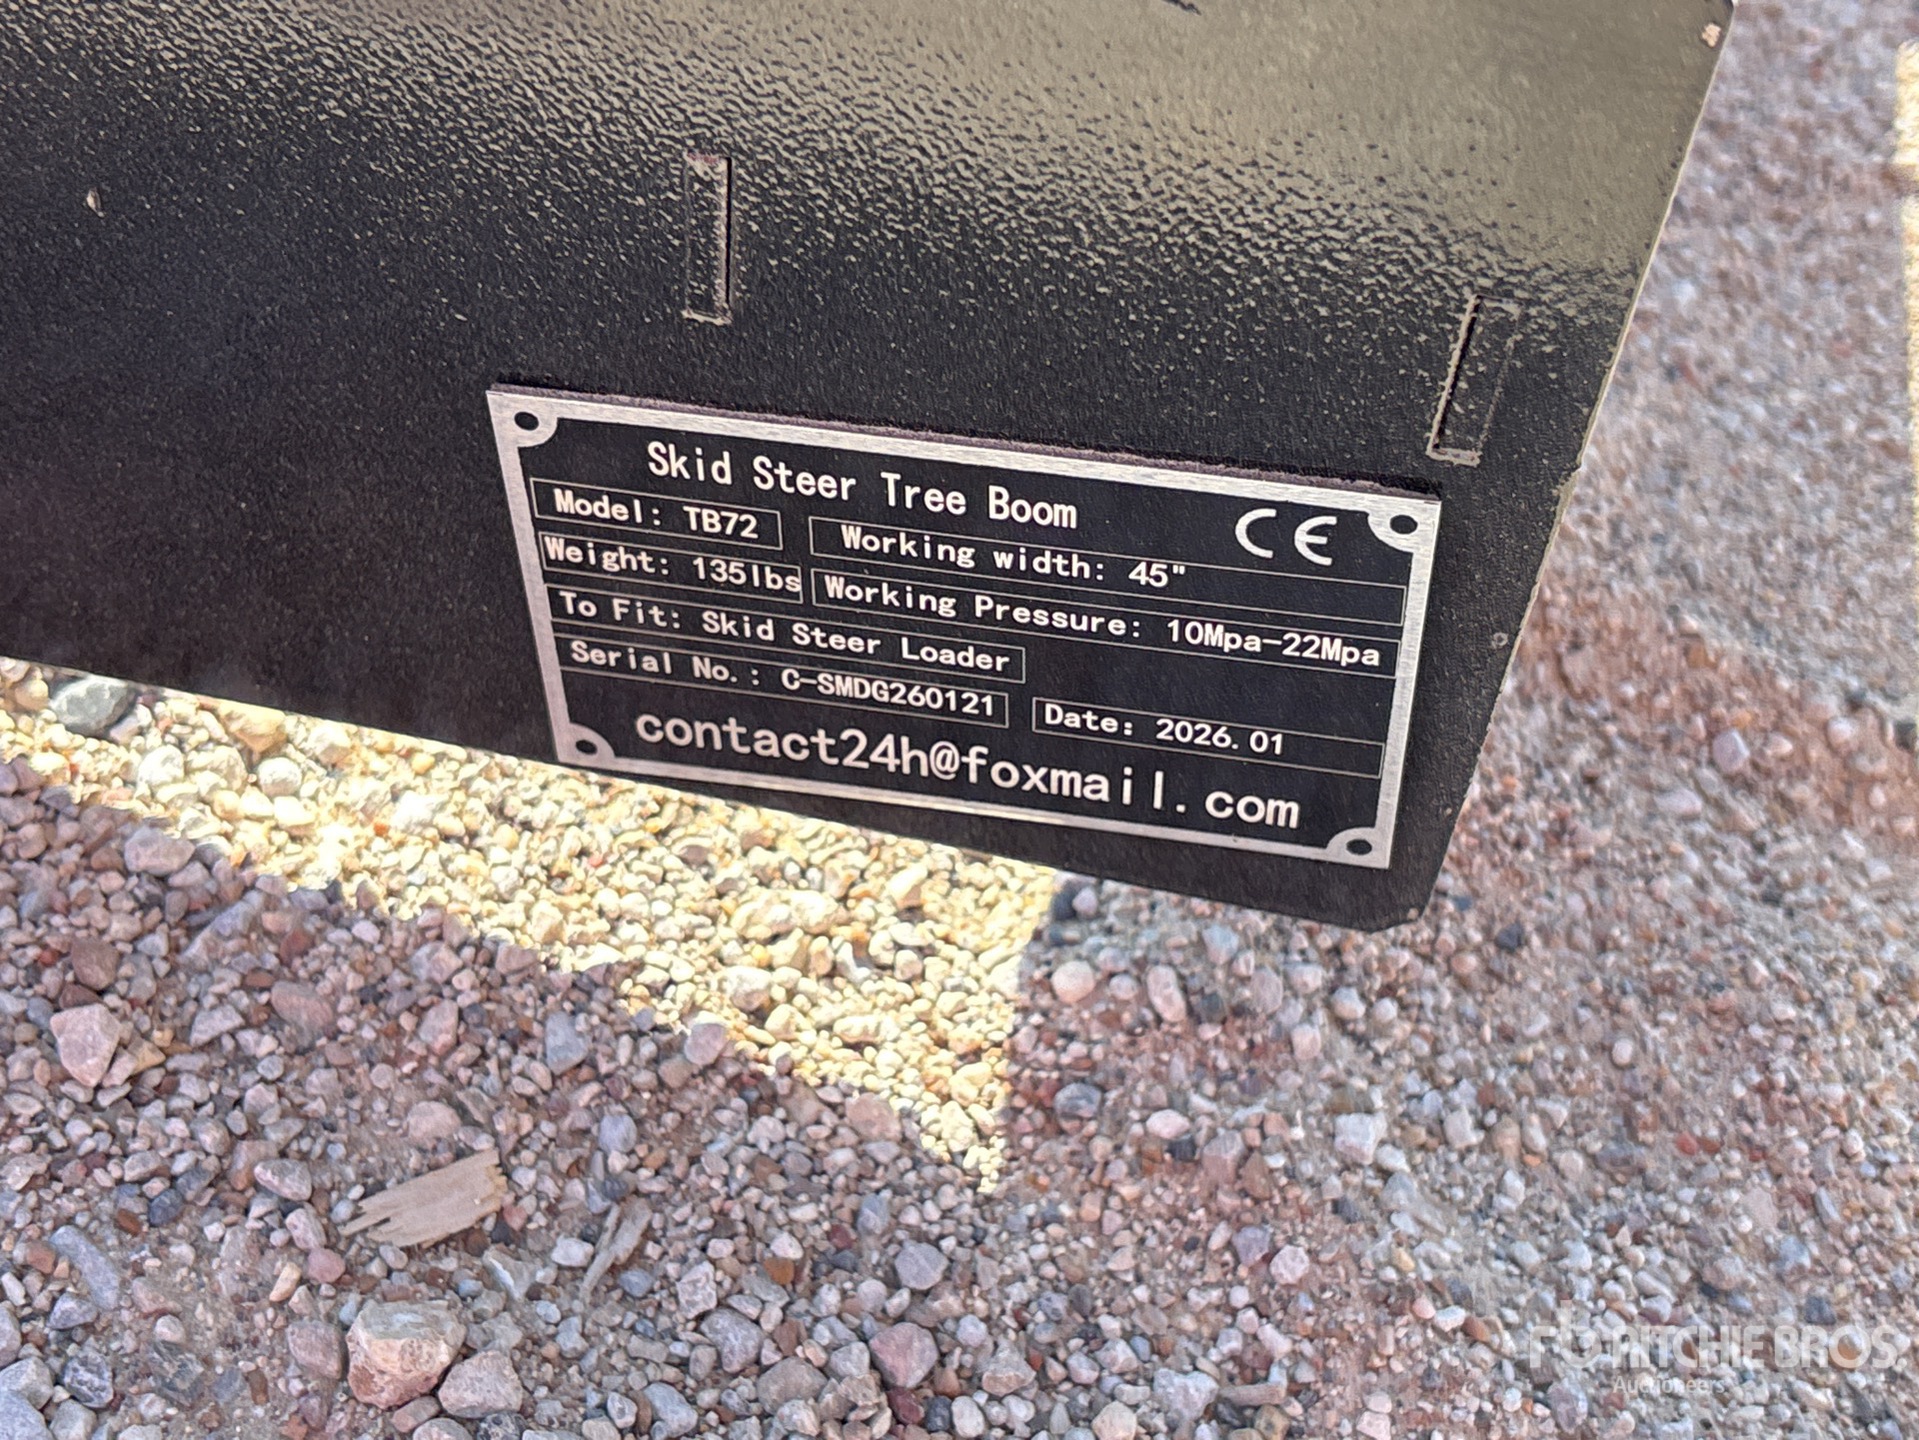 Skid Steer Tree Boom
CE
Model: TB72
Working width: 45"
Weight: 135lbs
Working Pressure: 10Mpa-22Mpa
To Fit: Skid Steer Loader
Serial No.: C-SMDG260121
Date: 2026.01
contact24h@foxmail.com
rb RITCHIE BROS.
Auctioneers